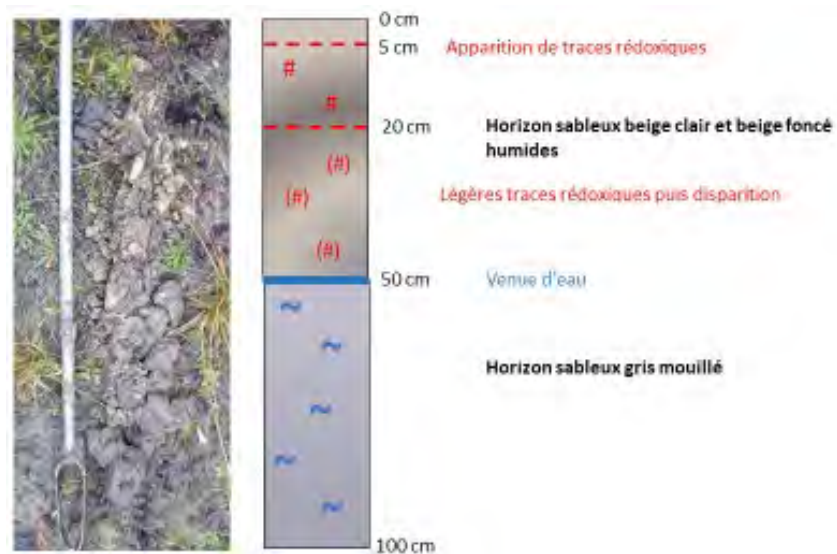 0 cm
5 cm
Apparition de traces rédoxiques
#
#
20 cm
Horizon sableux beige clair et beige foncé
humides
(#)
(#)
Légères traces rédoxiques puis disparition
(#)
50 cm
Venue d'eau
~
~
Horizon sableux gris mouillé
~
~
~
100 cm